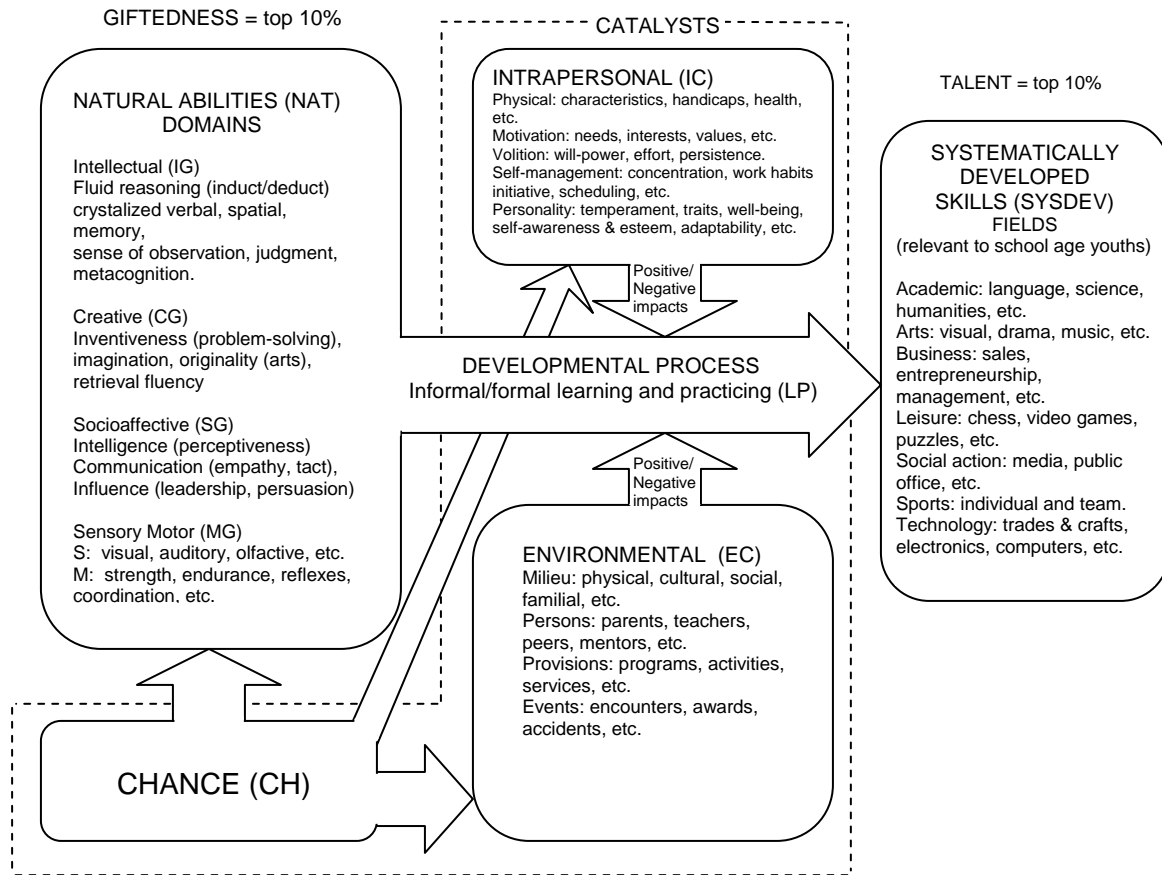 GIFTEDNESS = top 10%
NATURAL ABILITIES (NAT)
DOMAINS
Intellectual (IG)
Fluid reasoning (induct/deduct)
crystalized verbal, spatial,
memory,
sense of observation, judgment,
metacognition.
Creative (CG)
Inventiveness (problem-solving),
imagination, originality (arts),
retrieval fluency
Socioaffective (SG)
Intelligence (perceptiveness)
Communication (empathy, tact),
Influence (leadership, persuasion)
Sensory Motor (MG)
S: visual, auditory, olfactive, etc.
M: strength, endurance, reflexes,
coordination, etc.
CATALYSTS
INTRAPERSONAL (IC)
Physical: characteristics, handicaps, health,
etc.
Motivation: needs, interests, values, etc.
Volition: will-power, effort, persistence.
Self-management: concentration, work habits
initiative, scheduling, etc.
Personality: temperament, traits, well-being,
self-awareness & esteem, adaptability, etc.
Positive/
Negative
impacts
DEVELOPMENTAL PROCESS
Informal/formal learning and practicing (LP)
Positive/
Negative
impacts
ENVIRONMENTAL (EC)
Milieu: physical, cultural, social,
familial, etc.
Persons: parents, teachers,
peers, mentors, etc.
Provisions: programs, activities,
services, etc.
Events: encounters, awards,
accidents, etc.
CHANCE (CH)
TALENT = top 10%
SYSTEMATICALLY
DEVELOPED
SKILLS (SYSDEV)
FIELDS
(relevant to school age youths)
Academic: language, science,
humanities, etc.
Arts: visual, drama, music, etc.
Business: sales,
entrepreneurship,
management, etc.
Leisure: chess, video games,
puzzles, etc.
Social action: media, public
office, etc.
Sports: individual and team.
Technology: trades & crafts,
electronics, computers, etc.